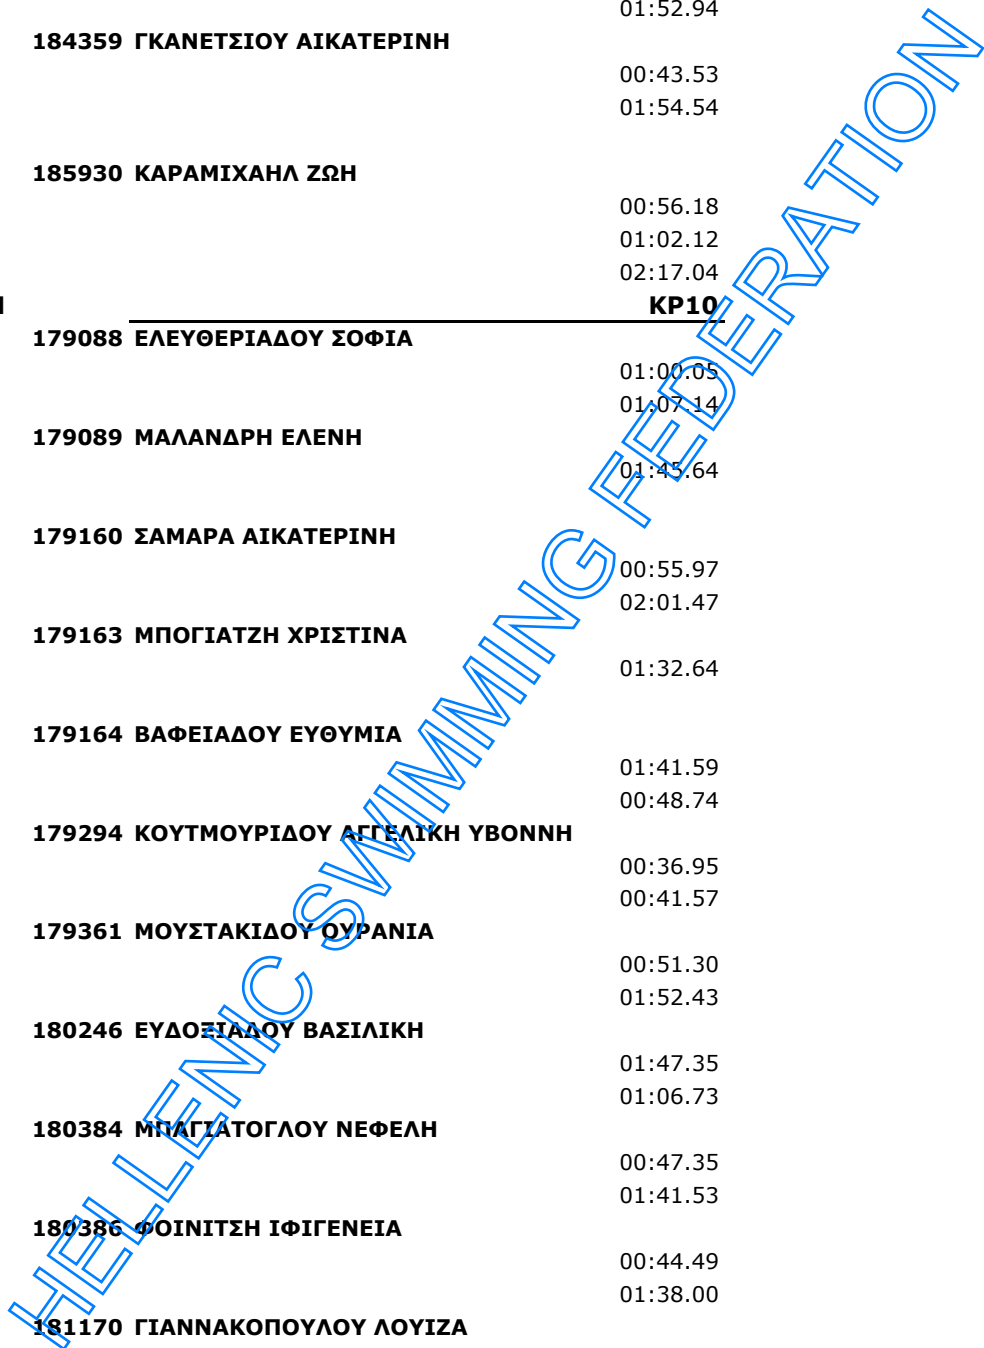 01:52.94
184359 ΓΚΑΝΕΤΣΙΟΥ ΑΙΚΑΤΕΡΙΝΗ
00:43.53
01:54.54
185930 ΚΑΡΑΜΙΧΑΗΛ ΖΩΗ
00:56.18
01:02.12
02:17.04
ΚΡ10
179088 ΕΛΕΥΘΕΡΙΑΔΟΥ ΣΟΦΙΑ
01:00.05
01:07.14
179089 ΜΑΛΑΝΔΡΗ ΕΛΕΝΗ
01:45.64
179160 ΣΑΜΑΡΑ ΑΙΚΑΤΕΡΙΝΗ
00:55.97
02:01.47
179163 ΜΠΟΓΙΑΤΖΗ ΧΡΙΣΤΙΝΑ
01:32.64
179164 ΒΑΦΕΙΑΔΟΥ ΕΥΘΥΜΙΑ
01:41.59
00:48.74
179294 ΚΟΥΤΜΟΥΡΙΔΟΥ ΑΓΓΕΛΙΚΗ ΥΒΟΝΝΗ
00:36.95
00:41.57
179361 ΜΟΥΣΤΑΚΙΔΟΥ ΟΥΡΑΝΙΑ
00:51.30
01:52.43
180246 ΕΥΔΟΞΙΑΔΟΥ ΒΑΣΙΛΙΚΗ
01:47.35
01:06.73
180384 ΜΠΑΓΙΑΤΟΓΛΟΥ ΝΕΦΕΛΗ
00:47.35
01:41.53
180386 ΦΟΙΝΙΤΣΗ ΙΦΙΓΕΝΕΙΑ
00:44.49
01:38.00
181170 ΓΙΑΝΝΑΚΟΠΟΥΛΟΥ ΛΟΥΙΖΑ
HELLENIC SWIMMING FEDERATION